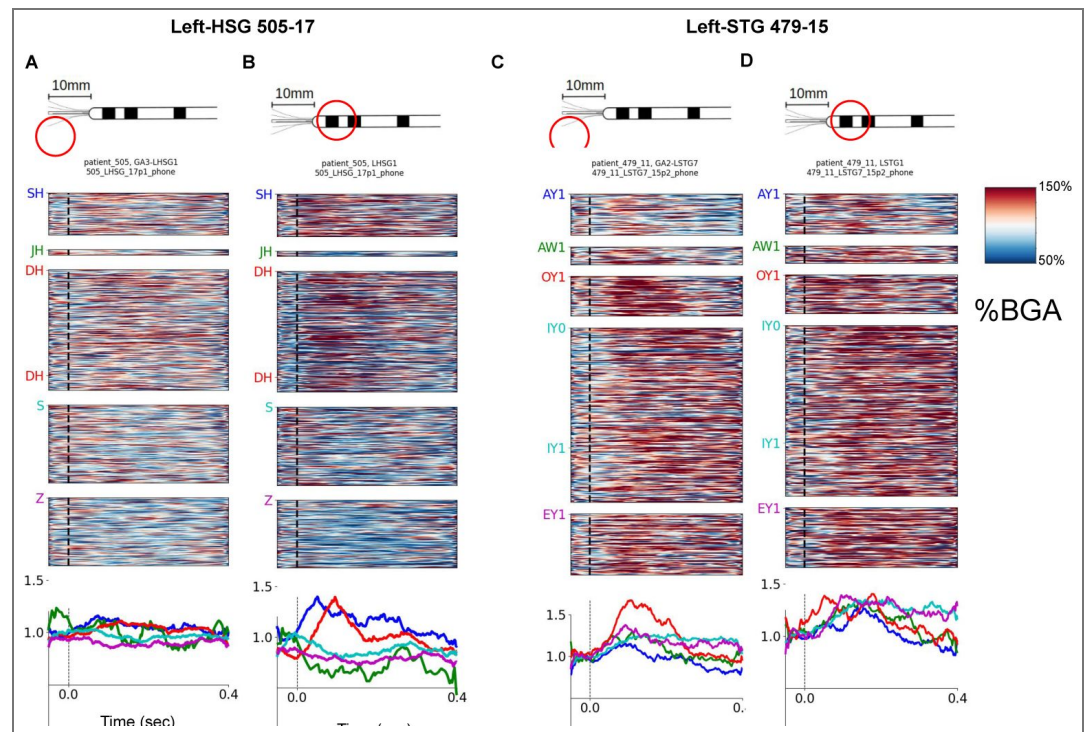 Left-HSG 505-17
Left-STG 479-15
A
B
C
D
10mm
10mm
10mm
10mm
patient_505, GA3-LHSG1
505_LHSG_17p1_phone
patient_505, LHSG1
505_LHSG_17p1_phone
patient_479_11, GA2-LSTG7
479_11_LSTG7_15p2_phone
patient_479_11, LSTG1
479_11_LSTG7_15p2_phone
SH
JH
DH
DH
S
Z
SH
JH
DH
DH
S
Z
AY1
AW1
OY1
IY0
IY1
EY1
AY1
AW1
OY1
IY0
IY1
EY1
150%
50%
%BGA
1.5
1.0
0.0
0.4
Time (sec)
1.5
1.0
0.0
0.4
Time (sec)
1.5
1.0
0.0
0.
1.5
1.0
0.0
0.4